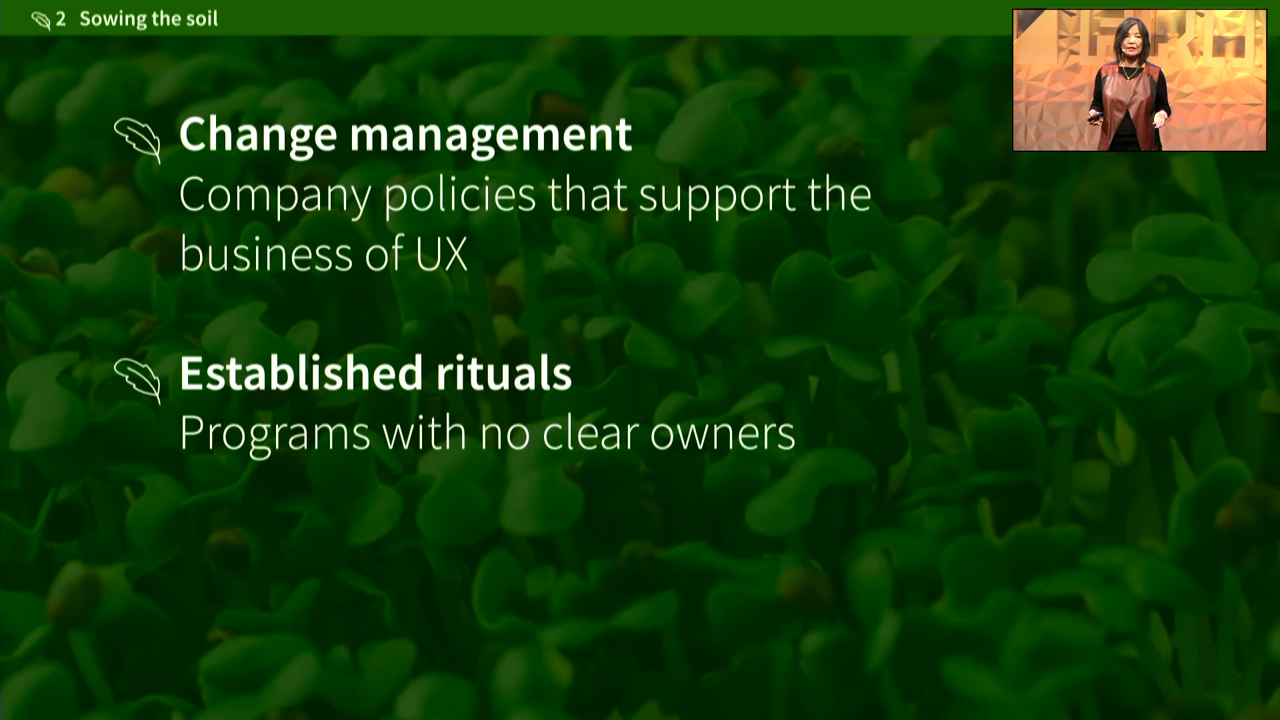 2 Sowing the soil
Change management
Company policies that support the
business of UX
Established rituals
Programs with no clear owners